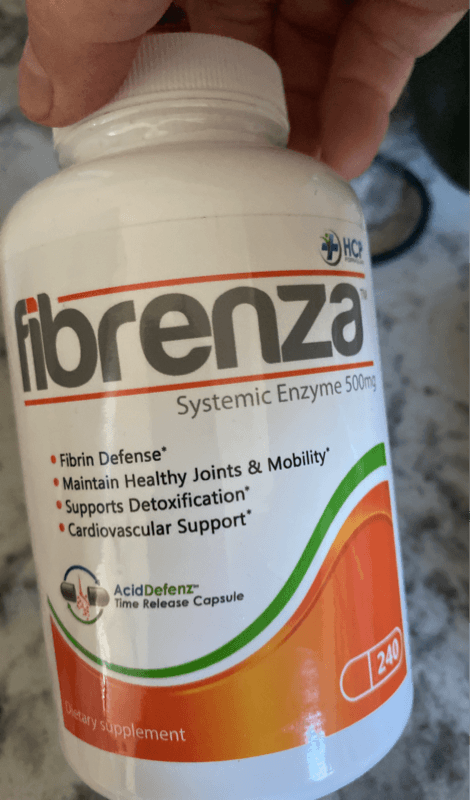 HCP
fibrenza™
Systemic Enzyme 500mg
• Fibrin Defense*
• Maintain Healthy Joints & Mobility*
• Supports Detoxification*
• Cardiovascular Support*
AcidDefenz™
Time Release Capsule
240
Dietary supplement